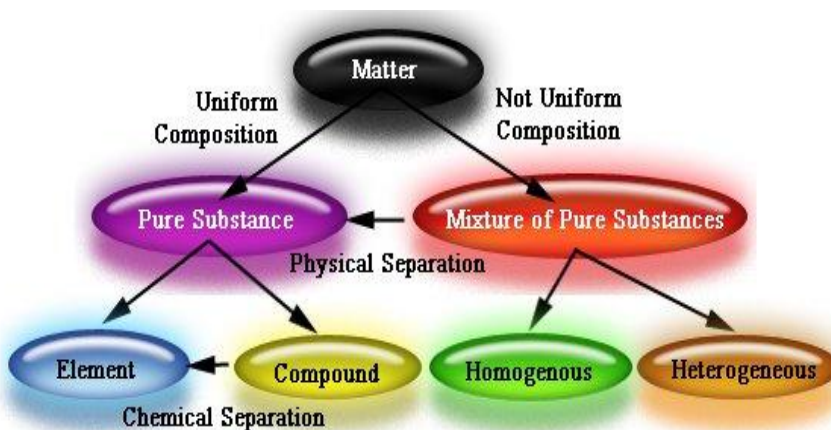 Matter
Uniform
Composition
Not Uniform
Composition
Pure Substance
Mixture of Pure Substances
Physical Separation
Element
Compound
Homogenous
Heterogeneous
Chemical Separation